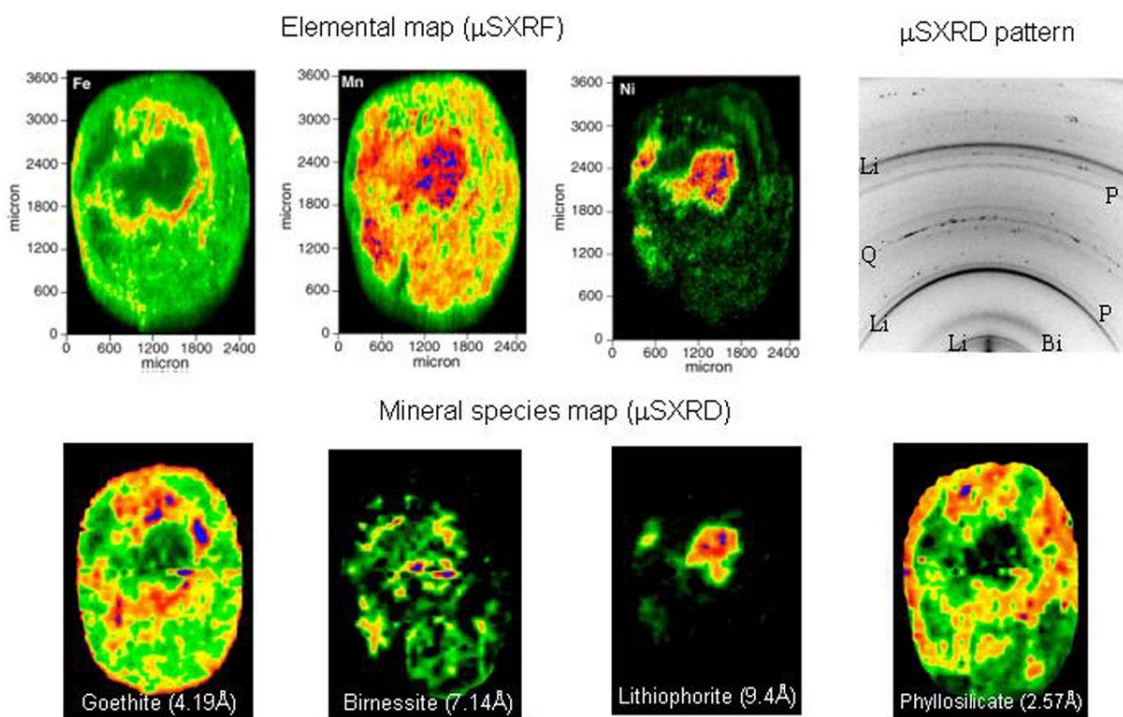 Elemental map (μSXRF)
μSXRD pattern
Fe
3600
3000
2400
1800
1200
600
0
micron
0 600 1200 1800 2400
micron
Mn
3600
3000
2400
1800
1200
600
0
micron
0 600 1200 1800 2400
micron
Ni
3600
3000
2400
1800
1200
600
0
micron
0 600 1200 1800 2400
micron
Li
P
Q
Li
P
Li
Bi
Mineral species map (μSXRD)
Goethite (4.19Å)
Birnessite (7.14Å)
Lithiophorite (9.4Å)
Phyllosilicate (2.57Å)